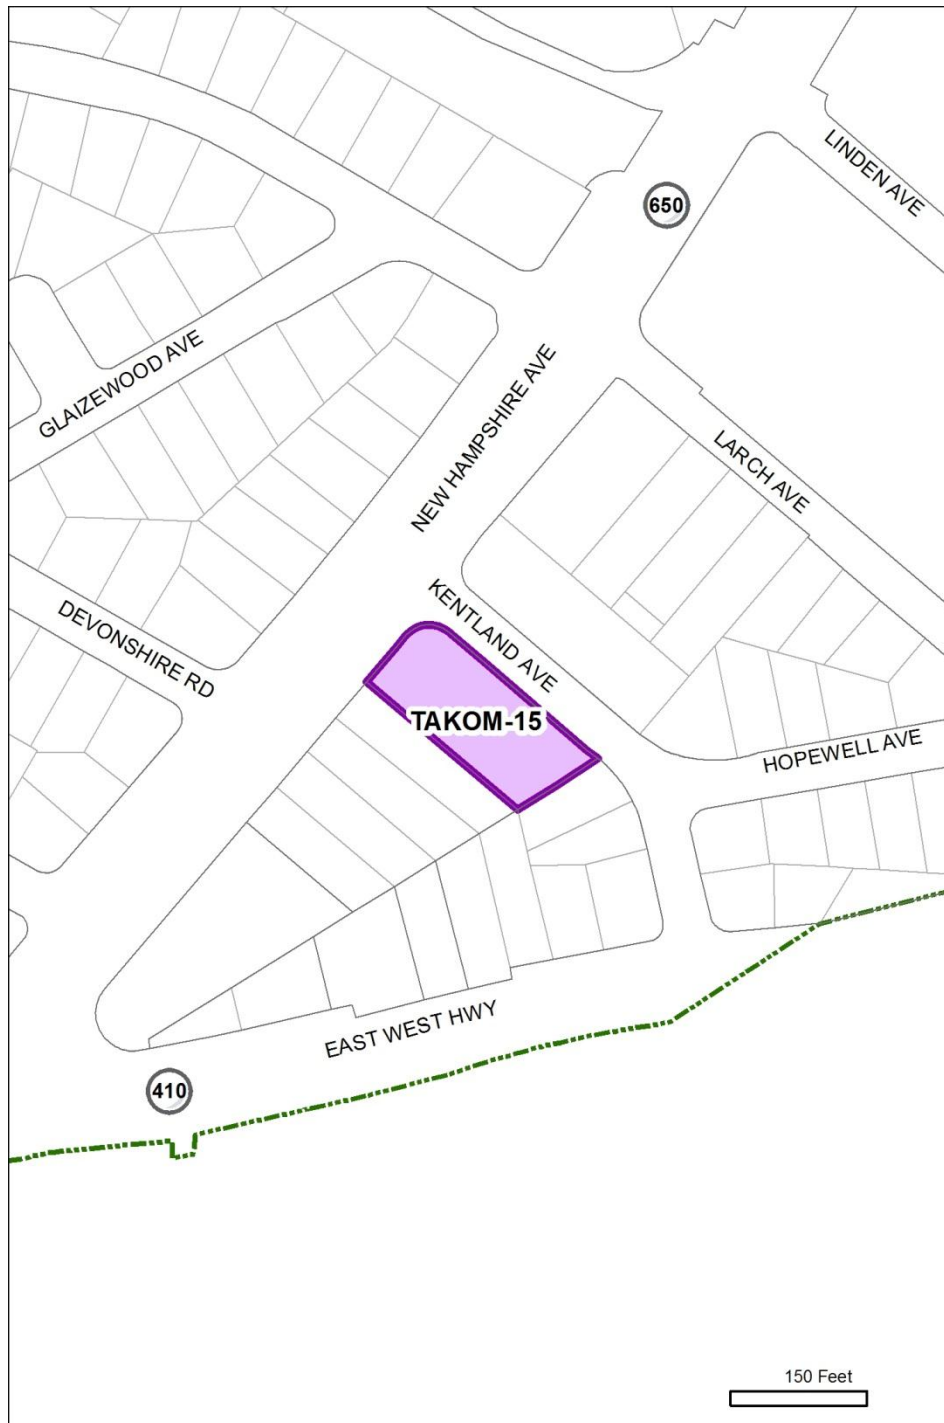 LINDEN AVE
650
GLAIZEWOOD AVE
NEW HAMPSHIRE AVE
LARCH AVE
DEVONSHIRE RD
KENTLAND AVE
TAKOM-15
HOPEWELL AVE
EAST WEST HWY
410
150 Feet